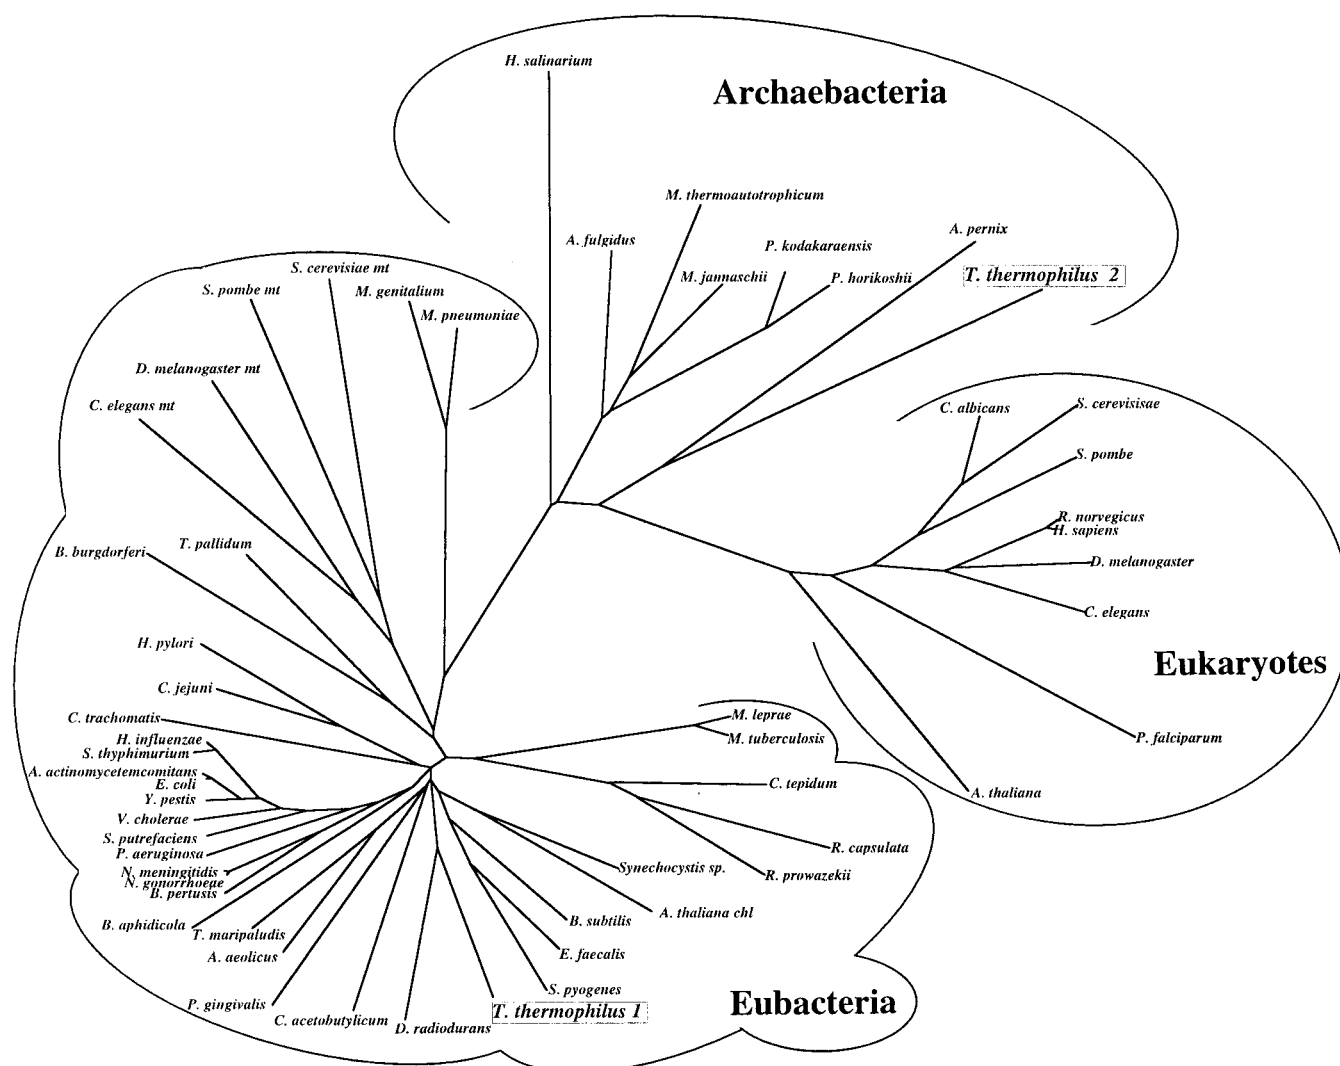 H. salinarium
Archaebacteria
M. thermoautotrophicum
A. fulgidus
P. kodakaraensis
A. pernix
M. jannaschii
P. horikoshii
T. thermophilus 2
S. cerevisiae mt
S. pombe mt
M. genitalium
M. pneumoniae
D. melanogaster mt
C. elegans mt
C. albicans
S. cerevisisae
S. pombe
R. norvegicus
H. sapiens
D. melanogaster
C. elegans
Eukaryotes
P. falciparum
A. thaliana
B. burgdorferi
T. pallidum
H. pylori
C. jejuni
C. trachomatis
H. influenzae
S. thyphimurium
A. actinomycetemcomitans
E. coli
Y. pestis
V. cholerae
S. putrefaciens
P. aeruginosa
N. meningitidis
N. gonorrhoeae
B. pertusis
B. aphidicola
T. maripaludis
A. aeolicus
P. gingivalis
C. acetobutylicum
D. radiodurans
T. thermophilus 1
S. pyogenes
E. faecalis
B. subtilis
A. thaliana chl
Synechocystis sp.
R. prowazekii
R. capsulata
C. tepidum
M. tuberculosis
M. leprae
Eubacteria